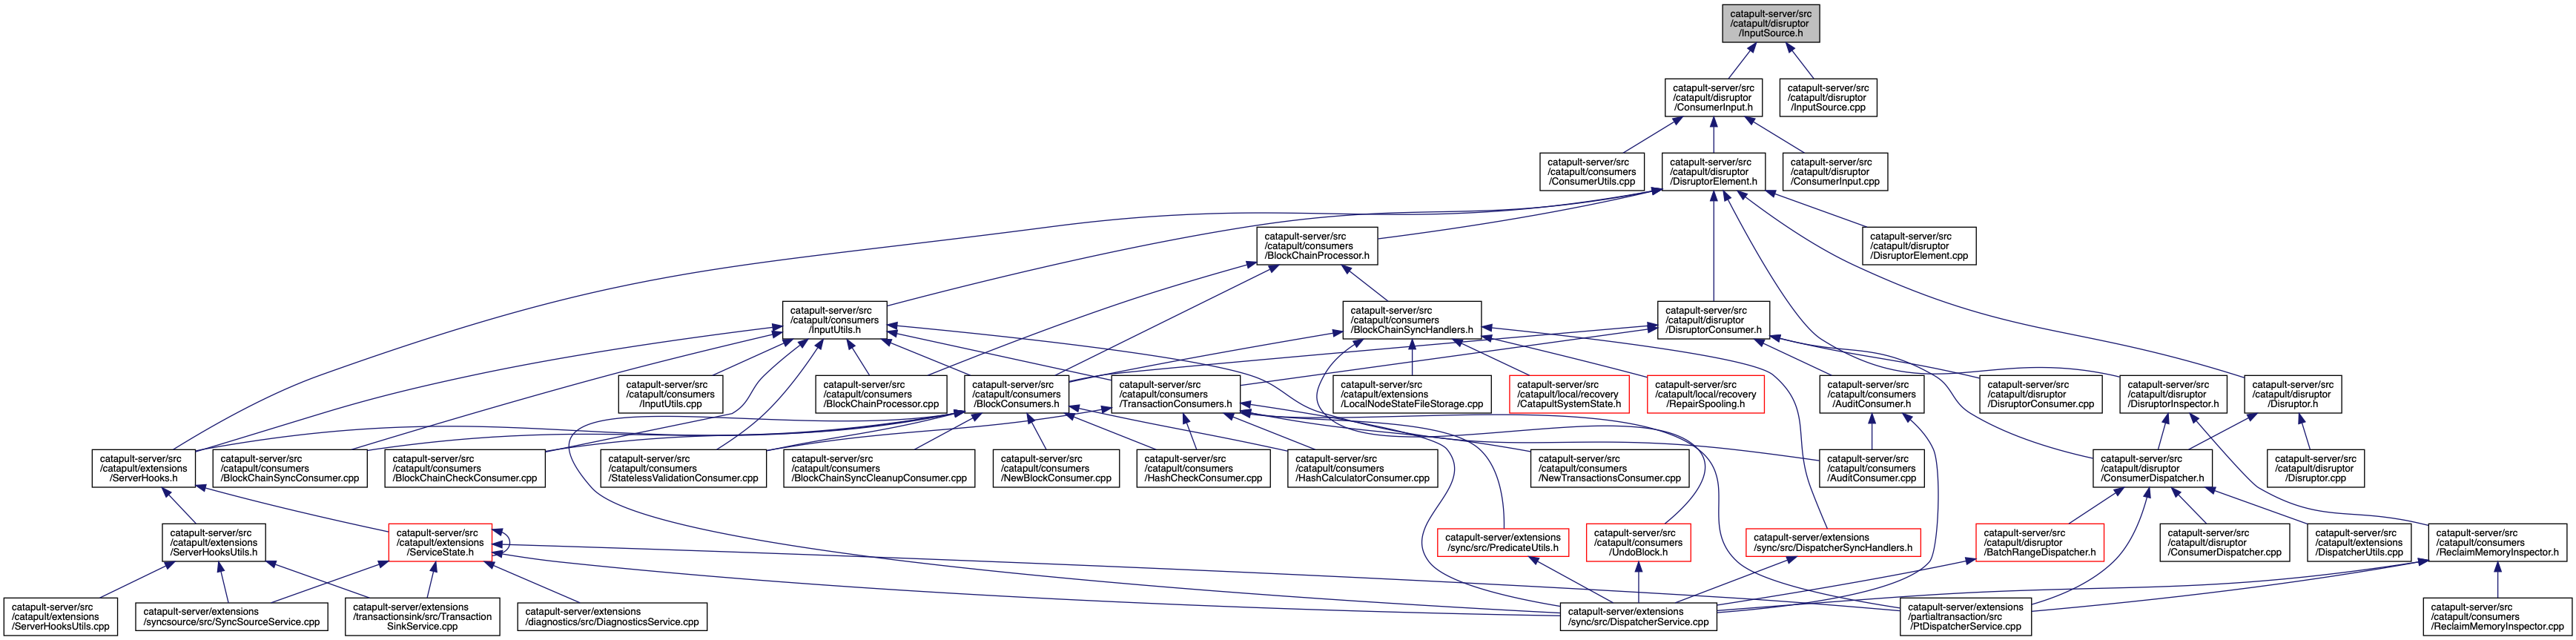 catapult-server/src
/catapult/disruptor
/InputSource.h
catapult-server/src
/catapult/disruptor
/ConsumerInput.h
catapult-server/src
/catapult/disruptor
/InputSource.cpp
catapult-server/src
/catapult/consumers
/ConsumerUtils.cpp
catapult-server/src
/catapult/disruptor
/DisruptorElement.h
catapult-server/src
/catapult/disruptor
/ConsumerInput.cpp
catapult-server/src
/catapult/consumers
/BlockChainProcessor.h
catapult-server/src
/catapult/disruptor
/DisruptorElement.cpp
catapult-server/src
/catapult/consumers
/InputUtils.h
catapult-server/src
/catapult/consumers
/BlockChainSyncHandlers.h
catapult-server/src
/catapult/disruptor
/DisruptorConsumer.h
catapult-server/src
/catapult/consumers
/InputUtils.cpp
catapult-server/src
/catapult/consumers
/BlockChainProcessor.cpp
catapult-server/src
/catapult/consumers
/BlockConsumers.h
catapult-server/src
/catapult/consumers
/TransactionConsumers.h
catapult-server/src
/catapult/extensions
/LocalNodeStateFileStorage.cpp
catapult-server/src
/catapult/local/recovery
/CatapultSystemState.h
catapult-server/src
/catapult/local/recovery
/RepairSpooling.h
catapult-server/src
/catapult/consumers
/AuditConsumer.h
catapult-server/src
/catapult/disruptor
/DisruptorConsumer.cpp
catapult-server/src
/catapult/disruptor
/DisruptorInspector.h
catapult-server/src
/catapult/disruptor
/Disruptor.h
catapult-server/src
/catapult/extensions
/ServerHooks.h
catapult-server/src
/catapult/consumers
/BlockChainSyncConsumer.cpp
catapult-server/src
/catapult/consumers
/BlockChainCheckConsumer.cpp
catapult-server/src
/catapult/consumers
/StatelessValidationConsumer.cpp
catapult-server/src
/catapult/consumers
/BlockChainSyncCleanupConsumer.cpp
catapult-server/src
/catapult/consumers
/NewBlockConsumer.cpp
catapult-server/src
/catapult/consumers
/HashCheckConsumer.cpp
catapult-server/src
/catapult/consumers
/HashCalculatorConsumer.cpp
catapult-server/src
/catapult/consumers
/NewTransactionsConsumer.cpp
catapult-server/src
/catapult/consumers
/AuditConsumer.cpp
catapult-server/src
/catapult/disruptor
/ConsumerDispatcher.h
catapult-server/src
/catapult/disruptor
/Disruptor.cpp
catapult-server/src
/catapult/extensions
/ServerHooksUtils.h
catapult-server/src
/catapult/extensions
/ServiceState.h
catapult-server/extensions
/sync/src/PredicateUtils.h
catapult-server/src
/catapult/consumers
/UndoBlock.h
catapult-server/extensions
/sync/src/DispatcherSyncHandlers.h
catapult-server/src
/catapult/disruptor
/BatchRangeDispatcher.h
catapult-server/src
/catapult/disruptor
/ConsumerDispatcher.cpp
catapult-server/src
/catapult/extensions
/DispatcherUtils.cpp
catapult-server/src
/catapult/consumers
/ReclaimMemoryInspector.h
catapult-server/src
/catapult/extensions
/ServerHooksUtils.cpp
catapult-server/extensions
/syncsource/src/SyncSourceService.cpp
catapult-server/extensions
/transactionsink/src/Transaction
SinkService.cpp
catapult-server/extensions
/diagnostics/src/DiagnosticsService.cpp
catapult-server/extensions
/sync/src/DispatcherService.cpp
catapult-server/extensions
/partialtransaction/src
/PtDispatcherService.cpp
catapult-server/src
/catapult/consumers
/ReclaimMemoryInspector.cpp